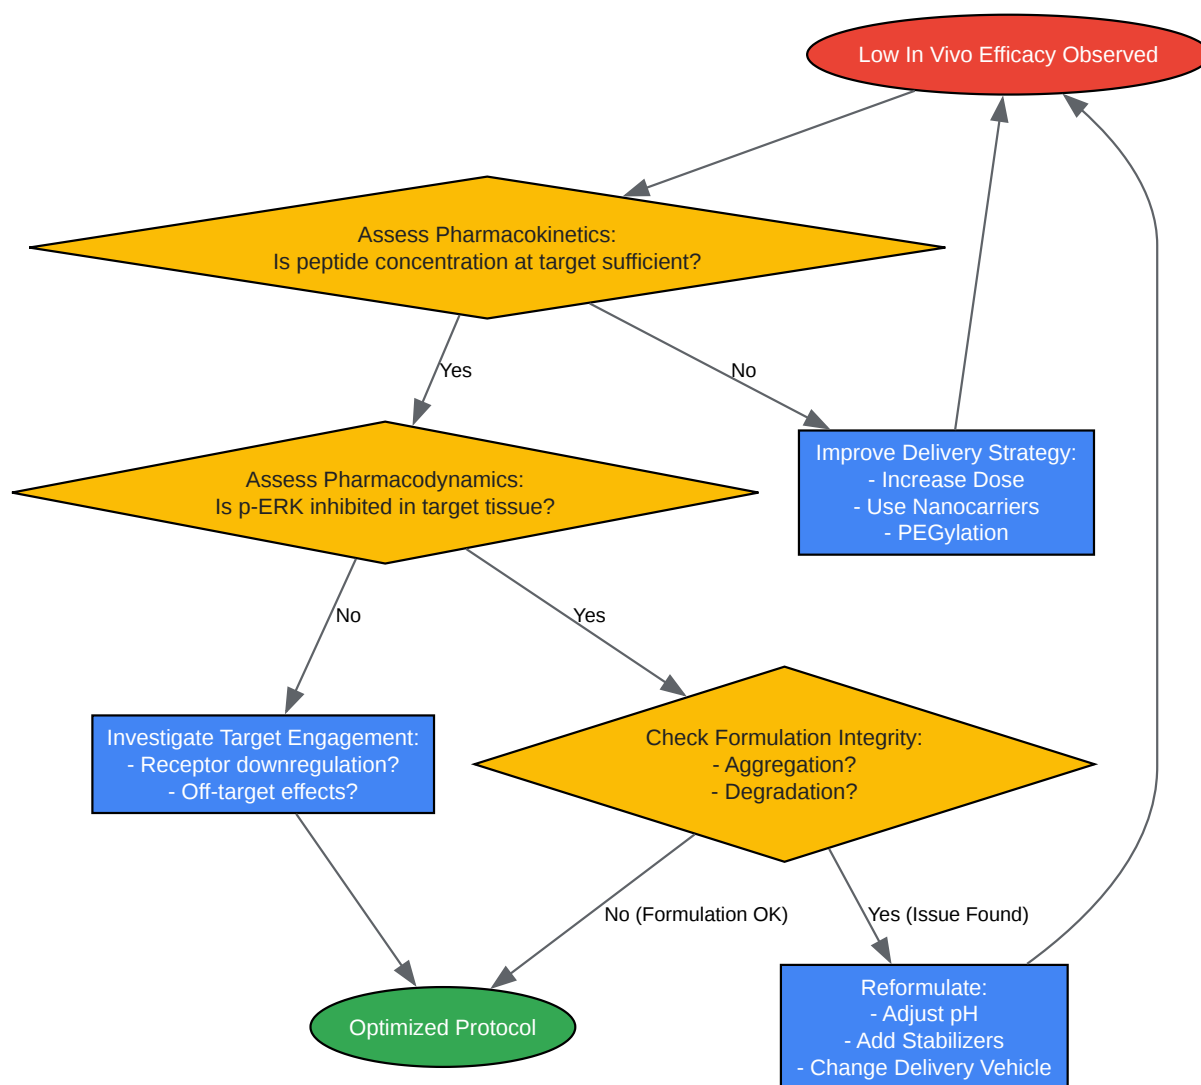 Low In Vivo Efficacy Observed
Assess Pharmacokinetics:
Is peptide concentration at target sufficient?
Yes
No
Improve Delivery Strategy:
- Increase Dose
- Use Nanocarriers
- PEGylation
Assess Pharmacodynamics:
Is p-ERK inhibited in target tissue?
No
Yes
Investigate Target Engagement:
- Receptor downregulation?
- Off-target effects?
Check Formulation Integrity:
- Aggregation?
- Degradation?
No (Formulation OK)
Yes (Issue Found)
Optimized Protocol
Reformulate:
- Adjust pH
- Add Stabilizers
- Change Delivery Vehicle